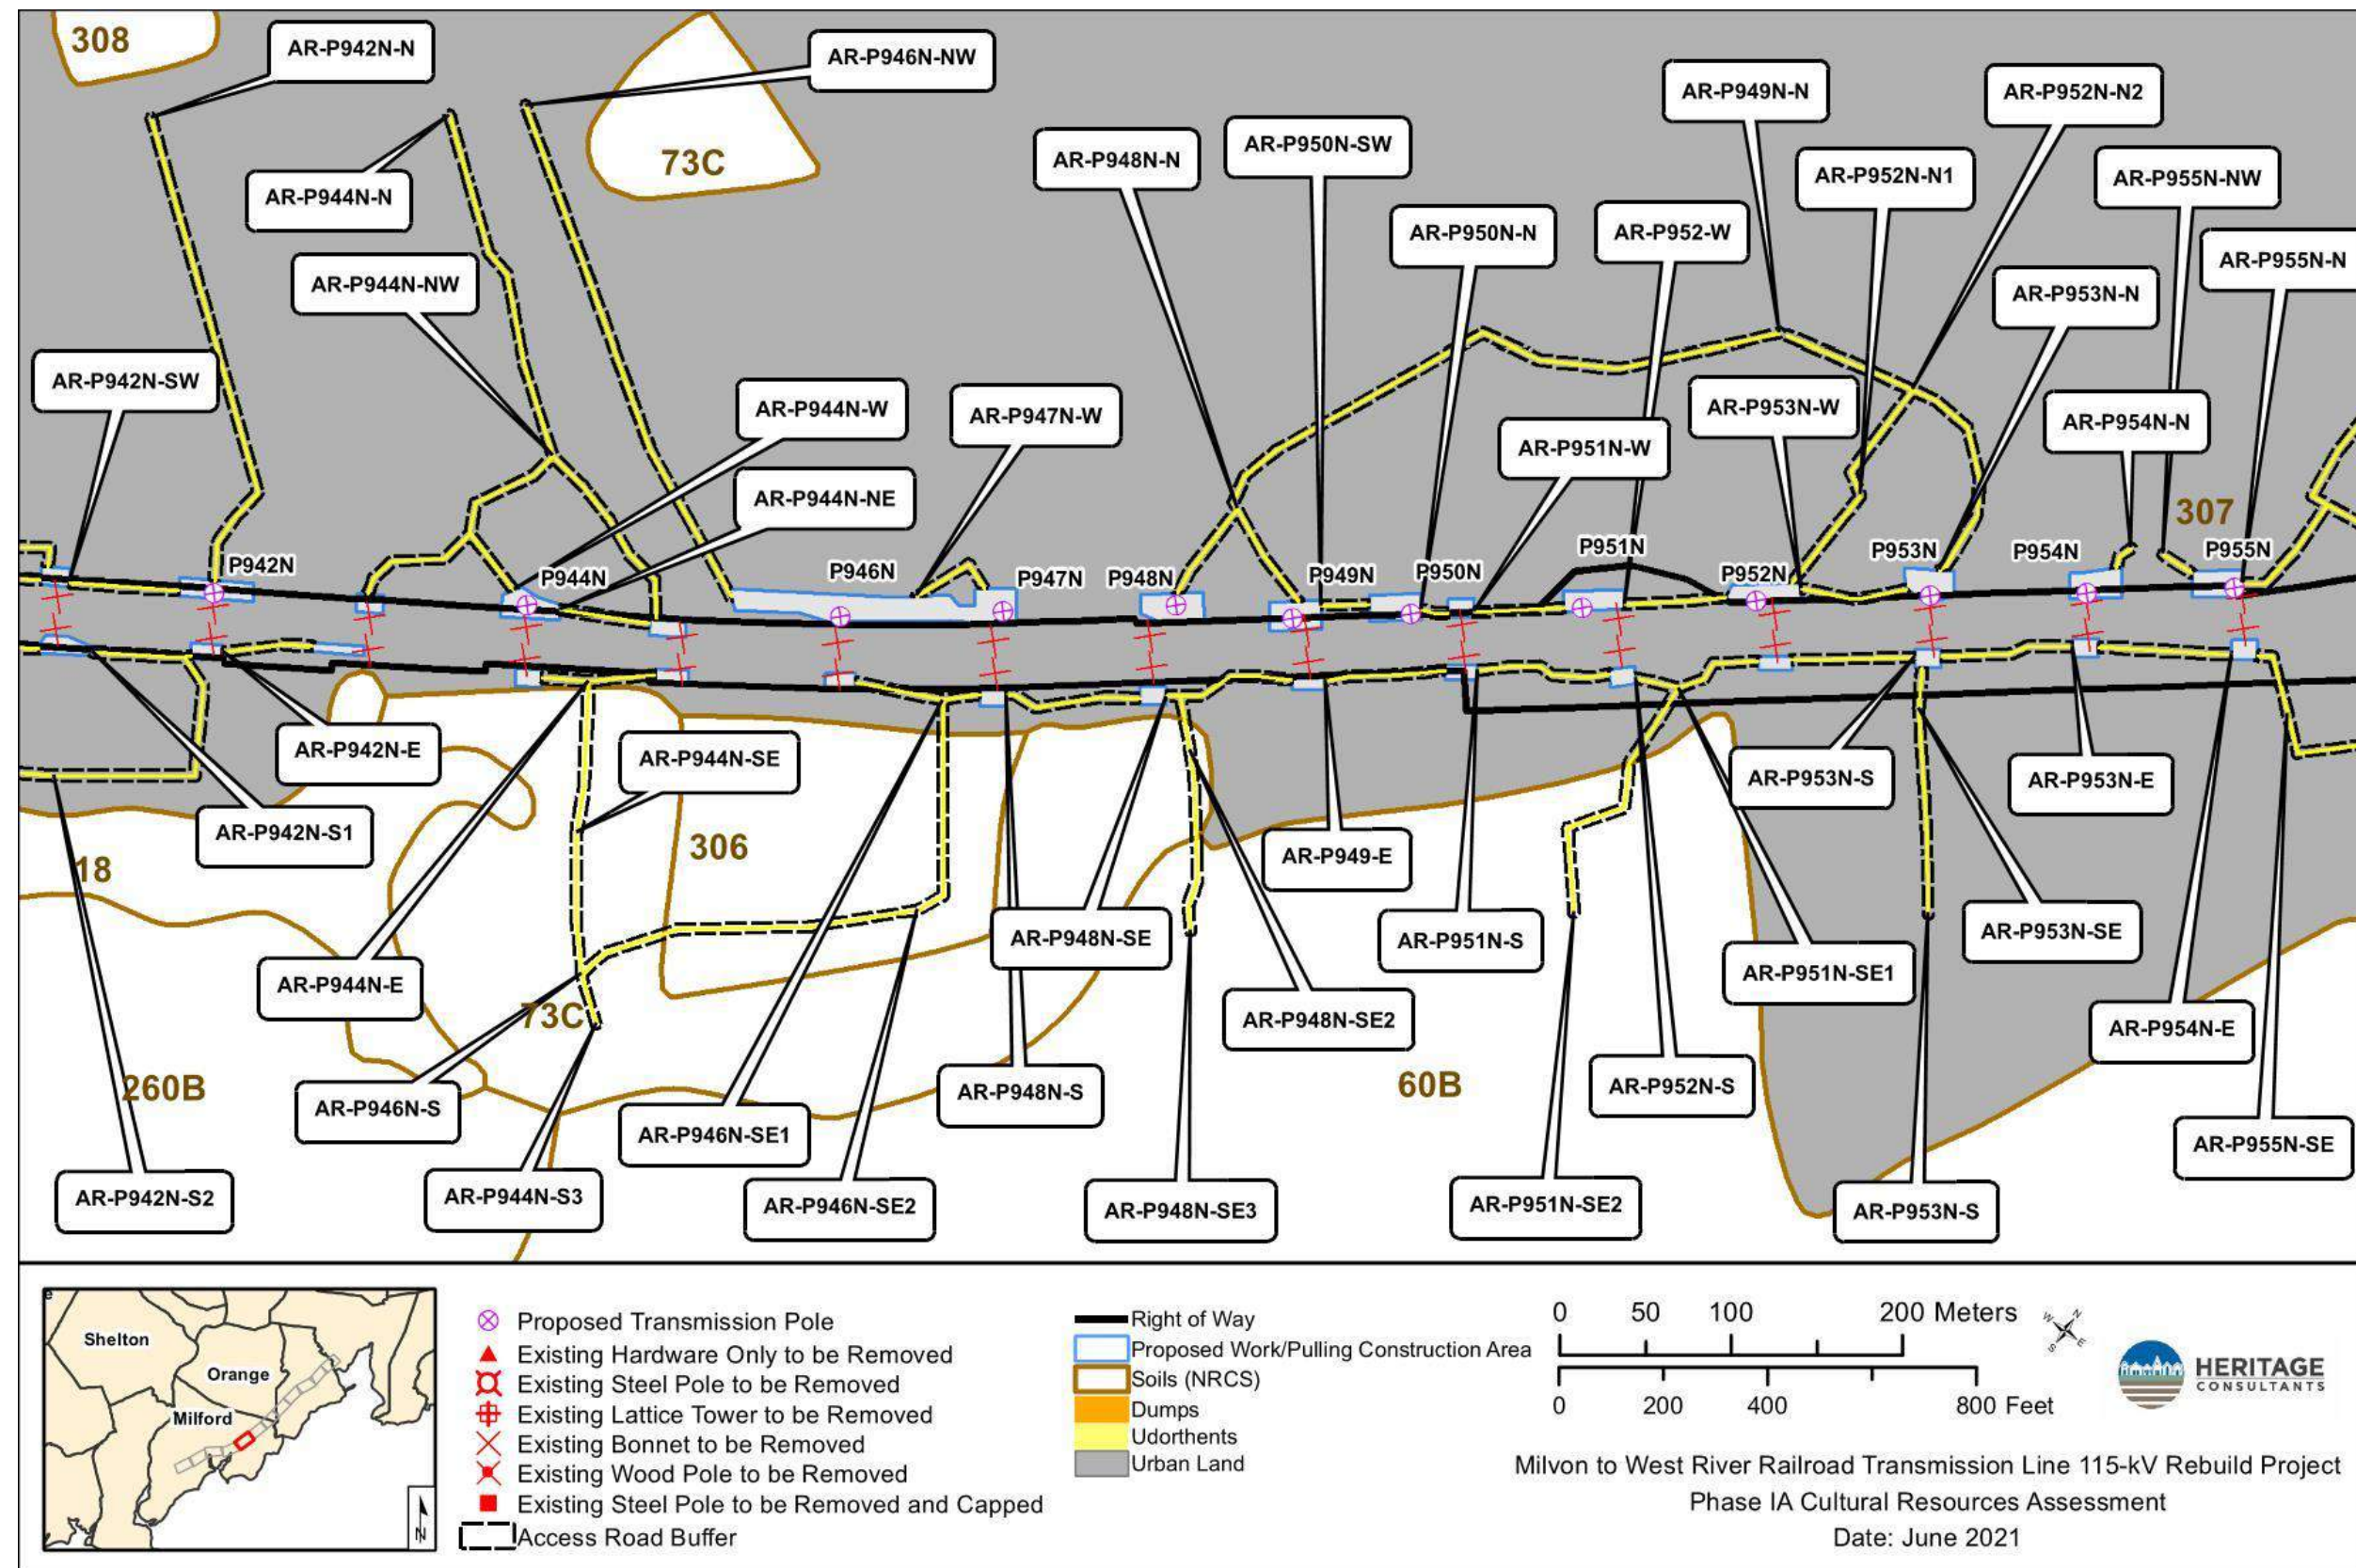 308
AR-P942N-N
AR-P946N-NW
AR-P949N-N
AR-P952N-N2
73C
AR-P948N-N
AR-P950N-SW
AR-P952N-N1
AR-P955N-NW
AR-P944N-N
AR-P950N-N
AR-P952-W
AR-P955N-N
AR-P944N-NW
AR-P953N-N
AR-P942N-SW
AR-P944N-W
AR-P947N-W
AR-P953N-W
AR-P954N-N
AR-P951N-W
AR-P944N-NE
307
P942N
P944N
P946N
P947N
P948N
P949N
P950N
P951N
P952N
P953N
P954N
P955N
AR-P942N-E
AR-P944N-SE
AR-P953N-S
AR-P953N-E
AR-P942N-S1
306
AR-P949-E
18
AR-P948N-SE
AR-P951N-S
AR-P953N-SE
AR-P944N-E
AR-P951N-SE1
73C
AR-P948N-SE2
AR-P954N-E
260B
AR-P946N-S
AR-P948N-S
60B
AR-P952N-S
AR-P946N-SE1
AR-P955N-SE
AR-P942N-S2
AR-P944N-S3
AR-P946N-SE2
AR-P948N-SE3
AR-P951N-SE2
AR-P953N-S
e
Shelton
Orange
Milford
N
Proposed Transmission Pole
Existing Hardware Only to be Removed
Existing Steel Pole to be Removed
Existing Lattice Tower to be Removed
Existing Bonnet to be Removed
Existing Wood Pole to be Removed
Existing Steel Pole to be Removed and Capped
Access Road Buffer
Right of Way
Proposed Work/Pulling Construction Area
Soils (NRCS)
Dumps
Udorthents
Urban Land
0 50 100 200 Meters
0 200 400 800 Feet
N
W
E
S
HERITAGE
CONSULTANTS
Milvon to West River Railroad Transmission Line 115-kV Rebuild Project
Phase IA Cultural Resources Assessment
Date: June 2021